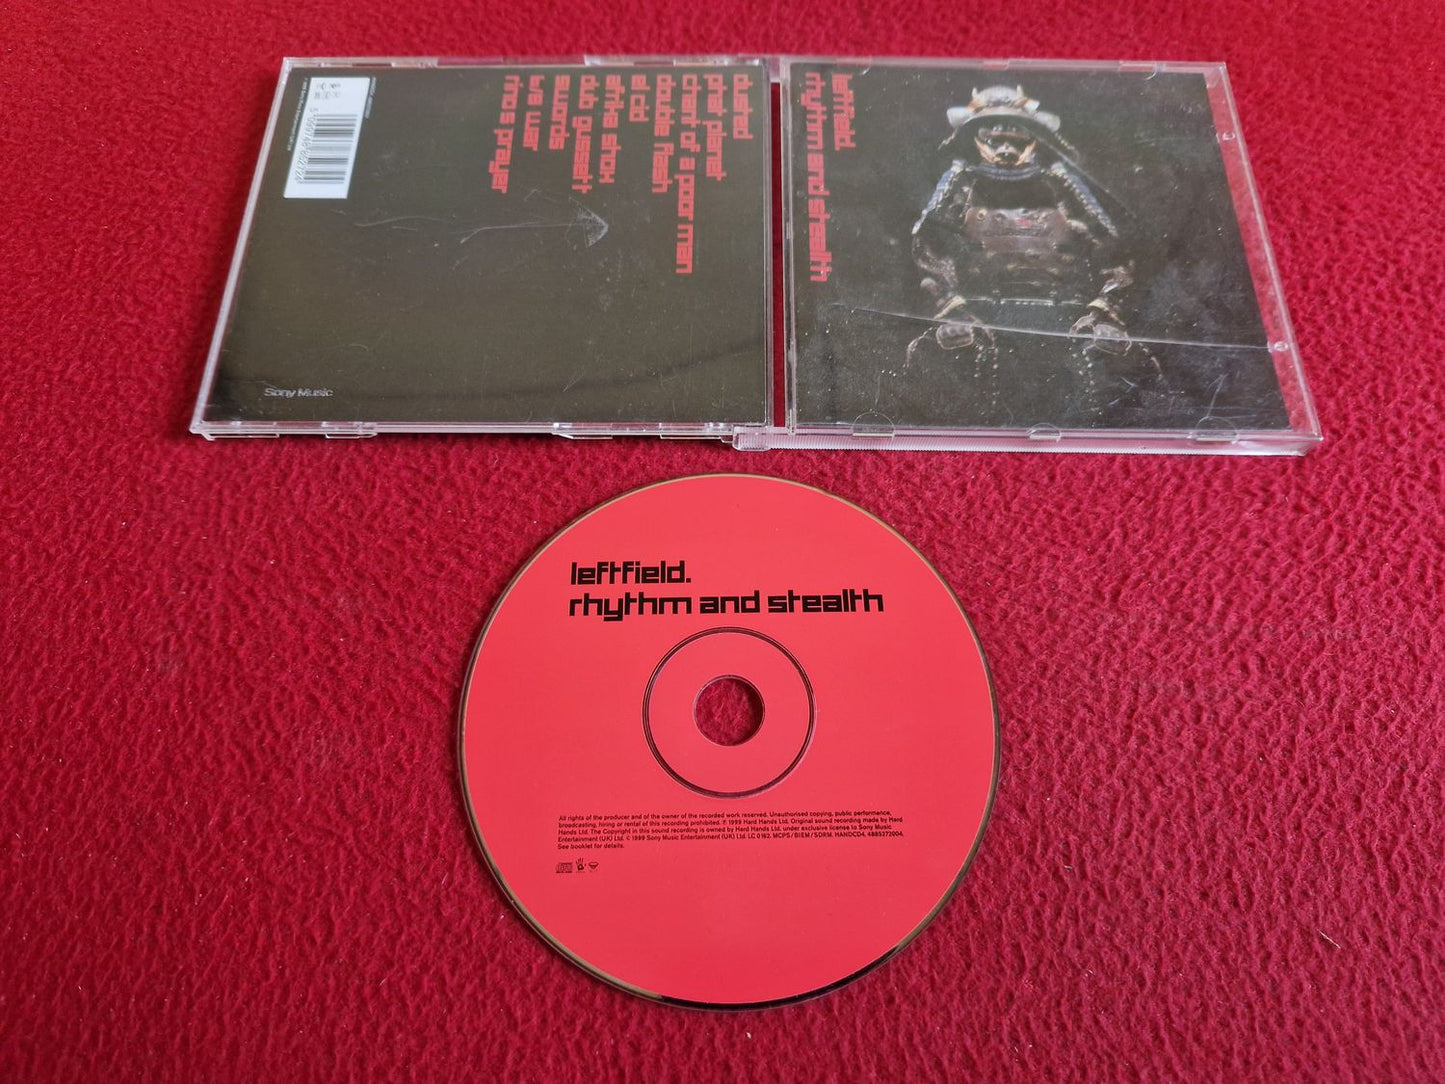 dusted
phat planet
chant of a poor man
double flash
el cid
afrika shox
dub gussett
swords
6/8 war
rino's prayer
Sony Music
leftfield.
rhythm and stealth
leftfield.
rhythm and stealth
All rights of the producer and of the owner of the recorded work reserved. Unauthorised copying, public performance,
broadcasting, hiring or rental of this recording prohibited. ℗ 1999 Hard Hands Ltd. Original sound recording made by Hard
Hands Ltd. The Copyright in this sound recording is owned by Hard Hands Ltd. under exclusive license to Sony Music
Entertainment (UK) Ltd. © 1999 Sony Music Entertainment (UK) Ltd. LC 0162. MCPS/BIEM/SDRM. HANDCD4, 4885272004,
See booklet for details.